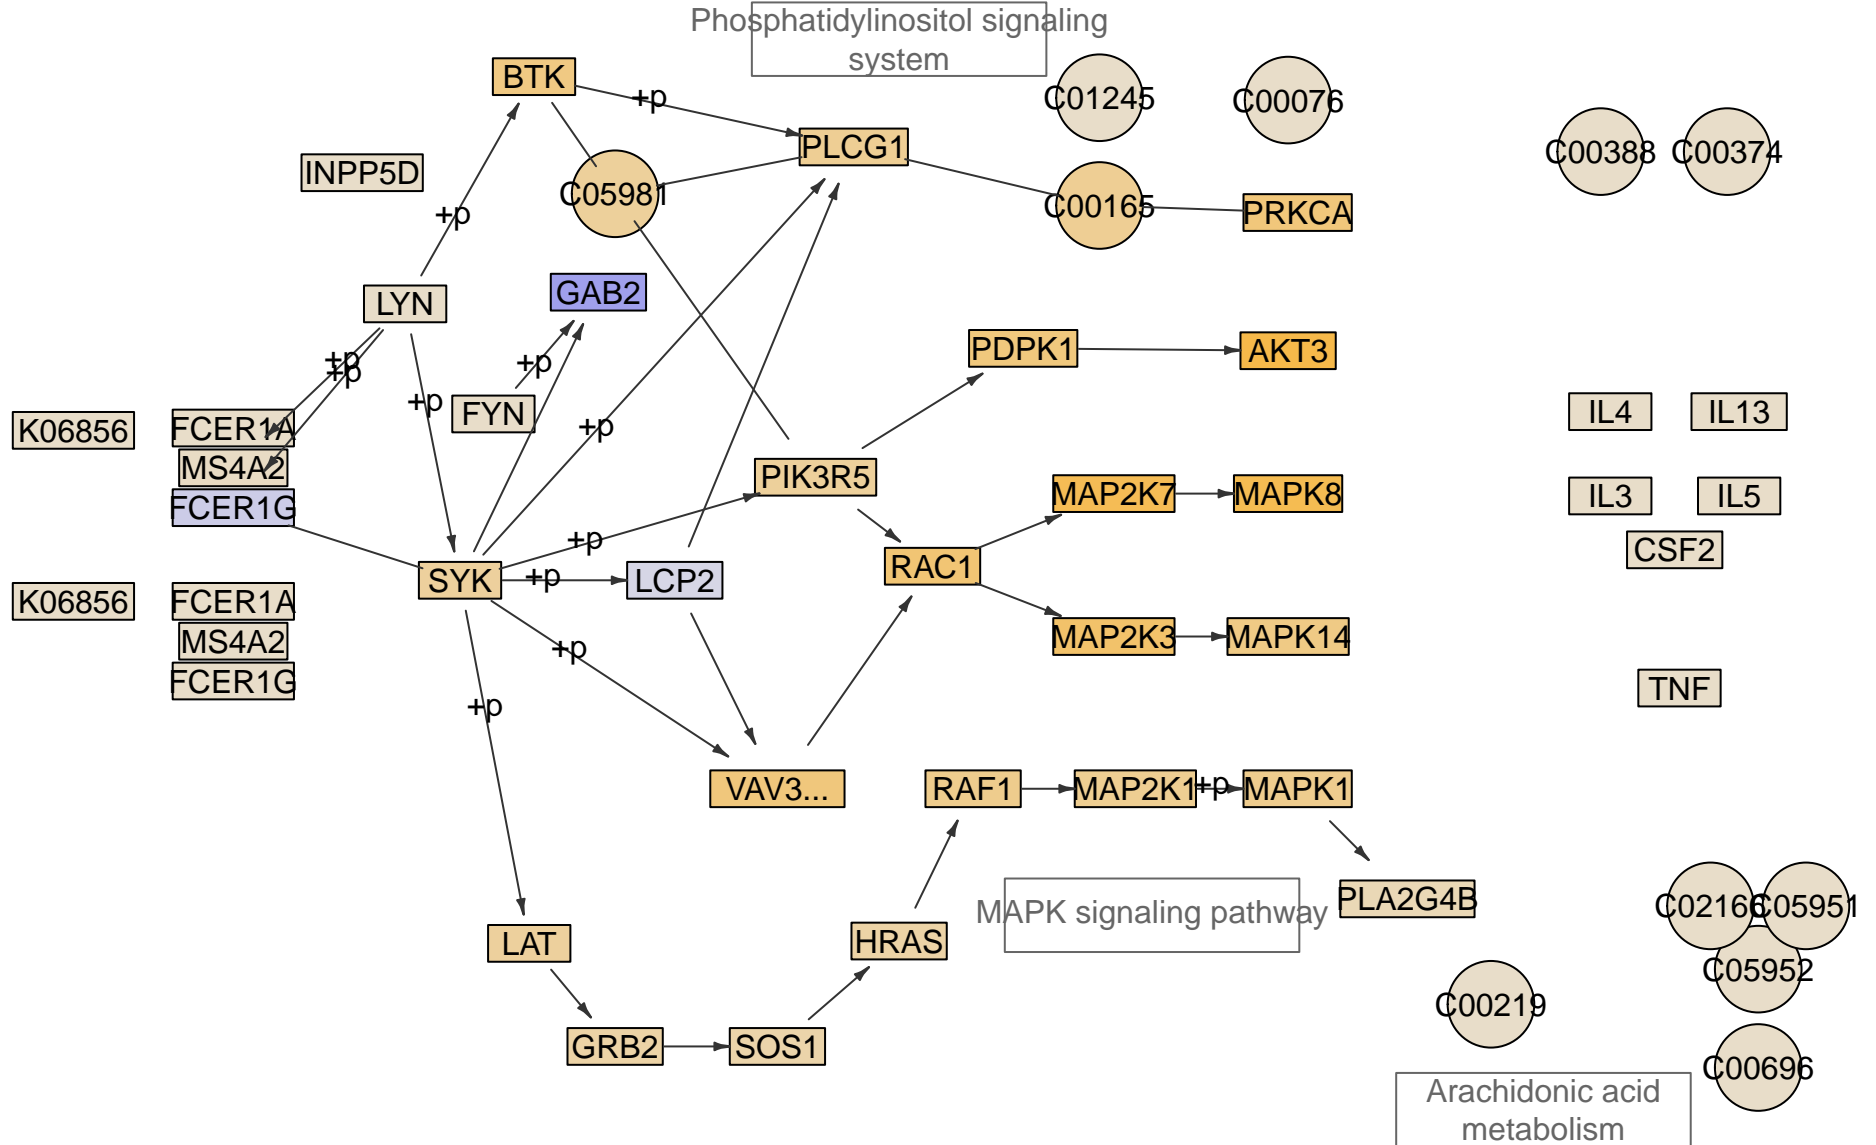 Phosphatidylinositol signaling
system
BTK
+p
C01245
C00076
PLCG1
C00388
C00374
INPP5D
C05981
C00165
PRKCA
+p
LYN
GAB2
PDPK1
AKT3
+p
+p
+p
+p
FYN
+p
IL4
IL13
K06856
FCER1A
MS4A2
FCER1G
PIK3R5
MAP2K7
MAPK8
IL3
IL5
+p
CSF2
SYK
+p
LCP2
RAC1
K06856
FCER1A
MS4A2
FCER1G
+p
MAP2K3
MAPK14
TNF
+p
VAV3...
RAF1
MAP2K1
+p
MAPK1
PLA2G4B
MAPK signaling pathway
C02166
C05951
LAT
HRAS
C05952
C00219
GRB2
SOS1
C00696
Arachidonic acid
metabolism